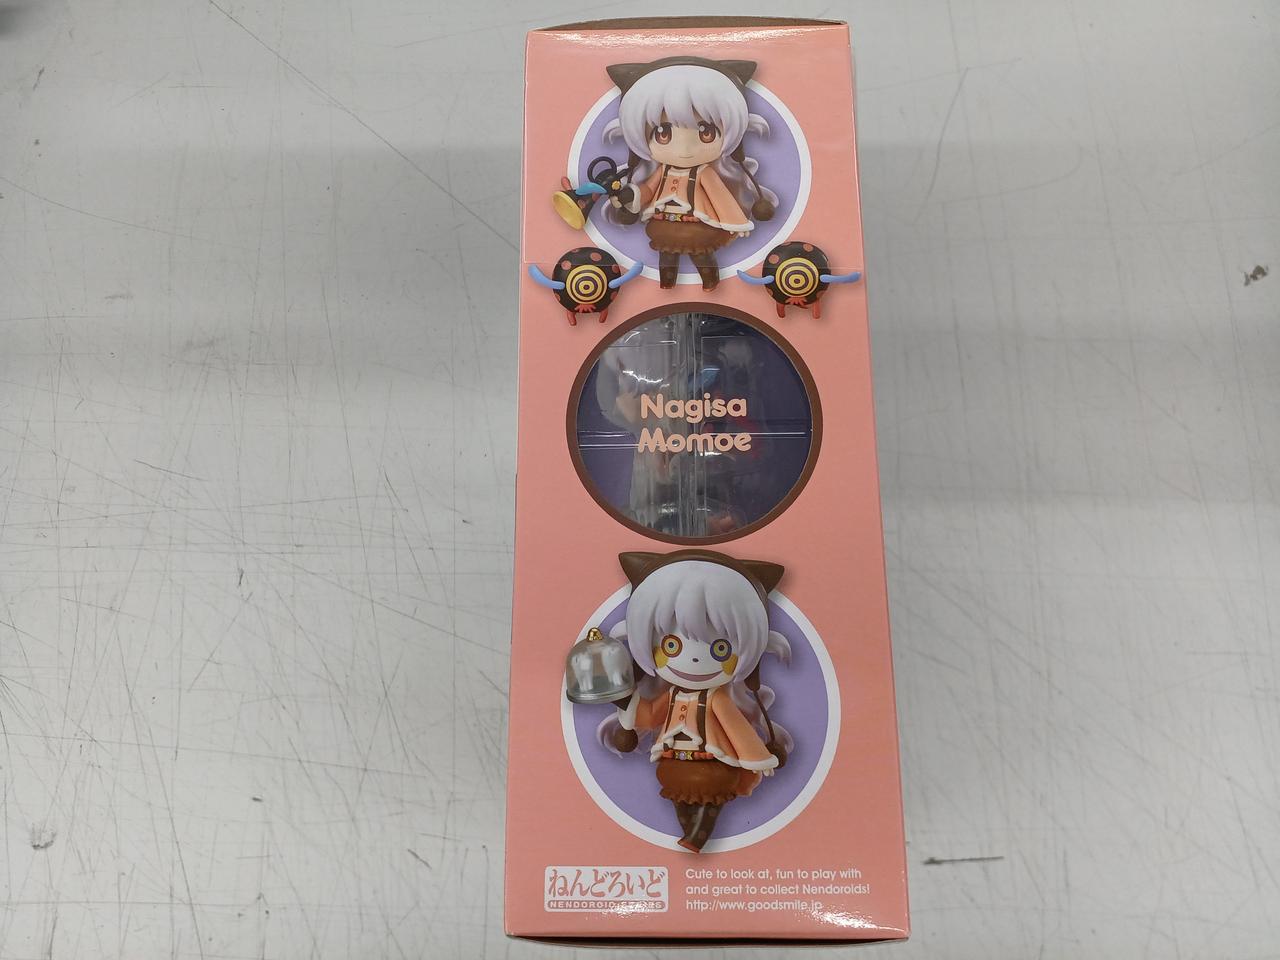 Nagisa
Momoe
ねんどろいど
NENDOROID SERIES
Cute to look at, fun to play with
and great to collect Nendoroids!
http://www.goodsmile.jp